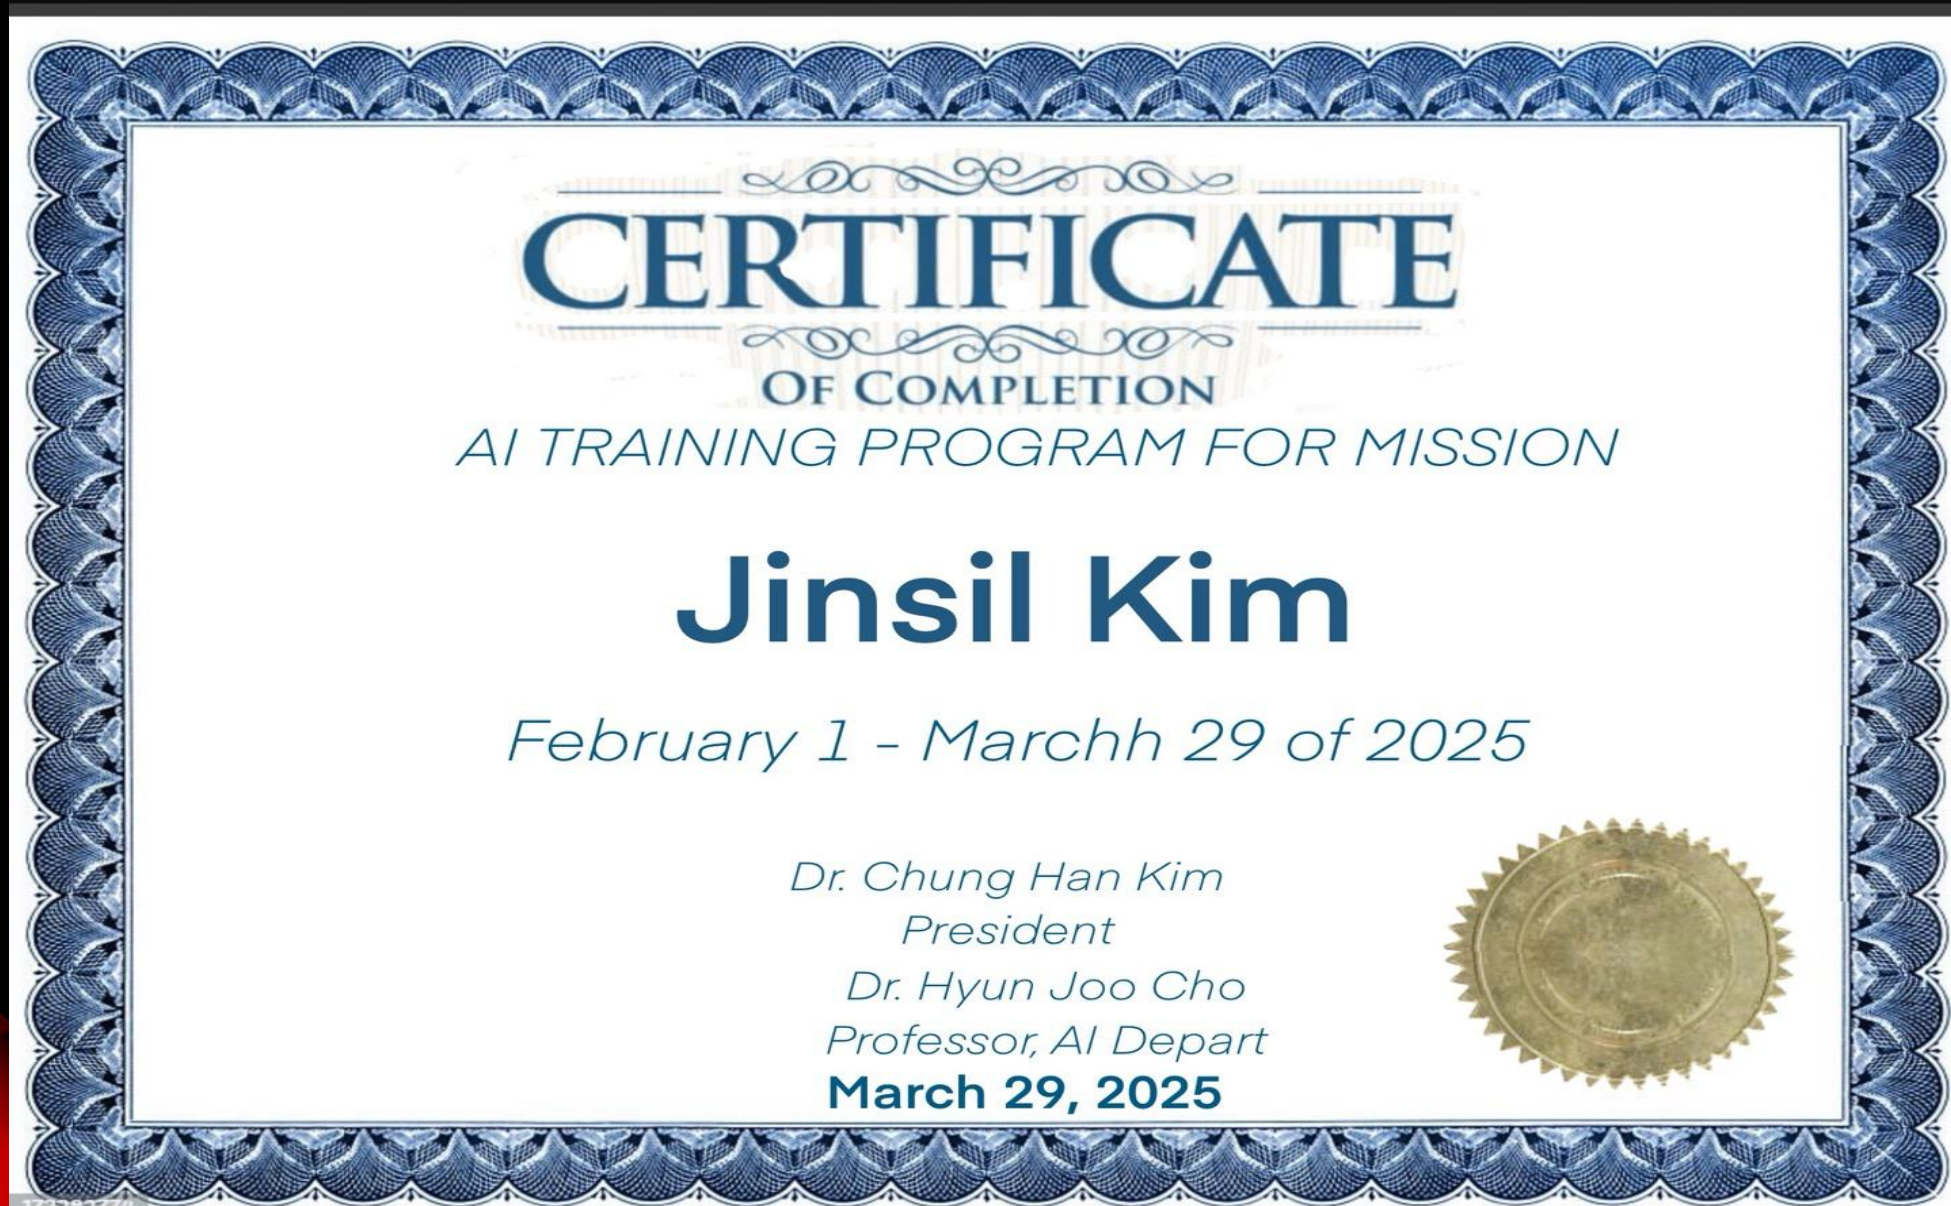 CERTIFICATE
OF COMPLETION
AI TRAINING PROGRAM FOR MISSION
Jinsil Kim
February 1 - Marchh 29 of 2025
Dr. Chung Han Kim
President
Dr. Hyun Joo Cho
Professor, AI Depart
March 29, 2025